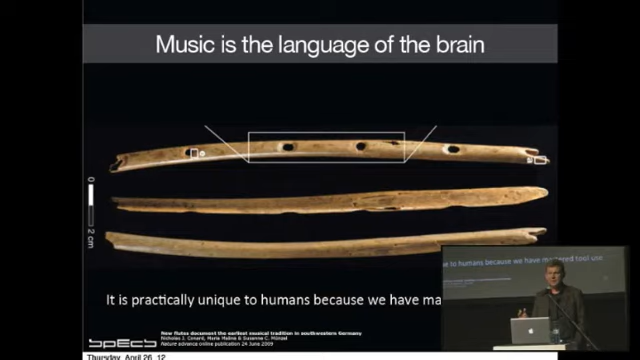 Music is the language of the brain
0
2 cm
It is practically unique to humans because we have ma
e to humans because we have mastered tool use
specs
New flutes document the earliest musical tradition in southwestern Germany
Nicholas J. Conard, Maria Malina & Susanne C. Münzel
Nature advance online publication 24 June 2009
Thursday, April 26, 12